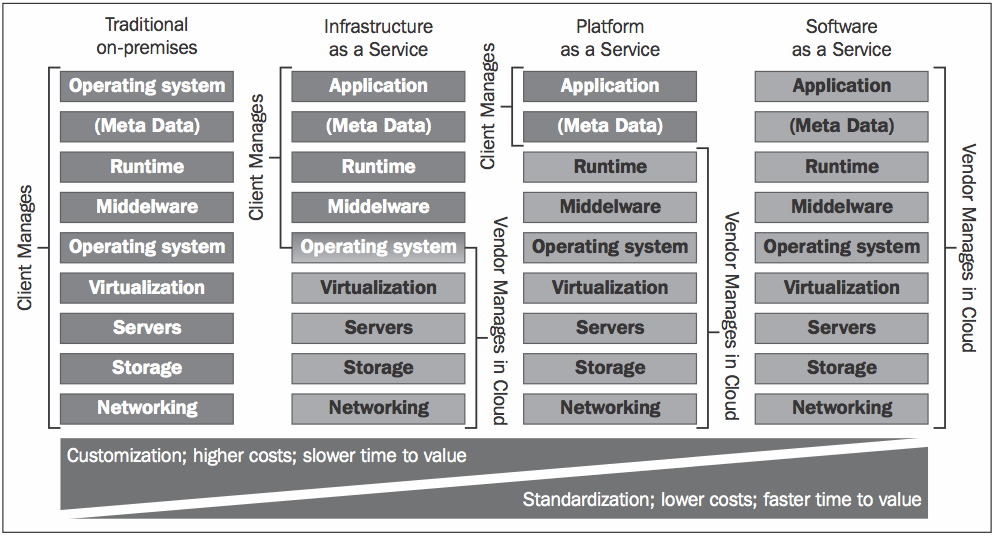 Traditional
on-premises
Client Manages
Operating system
(Meta Data)
Runtime
Middelware
Operating system
Virtualization
Servers
Storage
Networking
Infrastructure
as a Service
Client Manages
Application
(Meta Data)
Runtime
Middelware
Operating system
Virtualization
Servers
Storage
Networking
Vendor Manages in Cloud
Platform
as a Service
Client Manages
Application
(Meta Data)
Runtime
Middelware
Operating system
Virtualization
Servers
Storage
Networking
Vendor Manages in Cloud
Software
as a Service
Application
(Meta Data)
Runtime
Middelware
Operating system
Virtualization
Servers
Storage
Networking
Vendor Manages in Cloud
Customization; higher costs; slower time to value
Standardization; lower costs; faster time to value